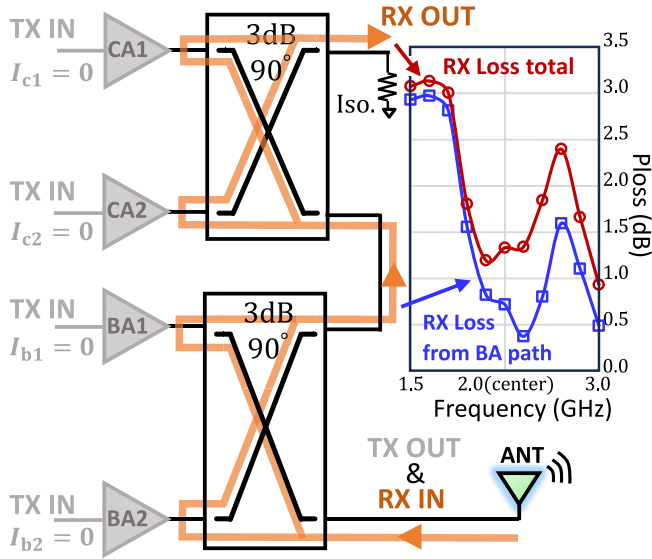 TX IN
I_c1 = 0
CA1
3dB
90°
RX OUT
Iso.
TX IN
I_c2 = 0
CA2
TX IN
I_b1 = 0
BA1
3dB
90°
TX IN
I_b2 = 0
BA2
RX Loss total
RX Loss
from BA path
3.5
3.0
2.5
2.0
1.5
1.0
0.5
0.0
Ploss (dB)
1.5
2.0(center)
3.0
Frequency (GHz)
TX OUT
&
RX IN
ANT